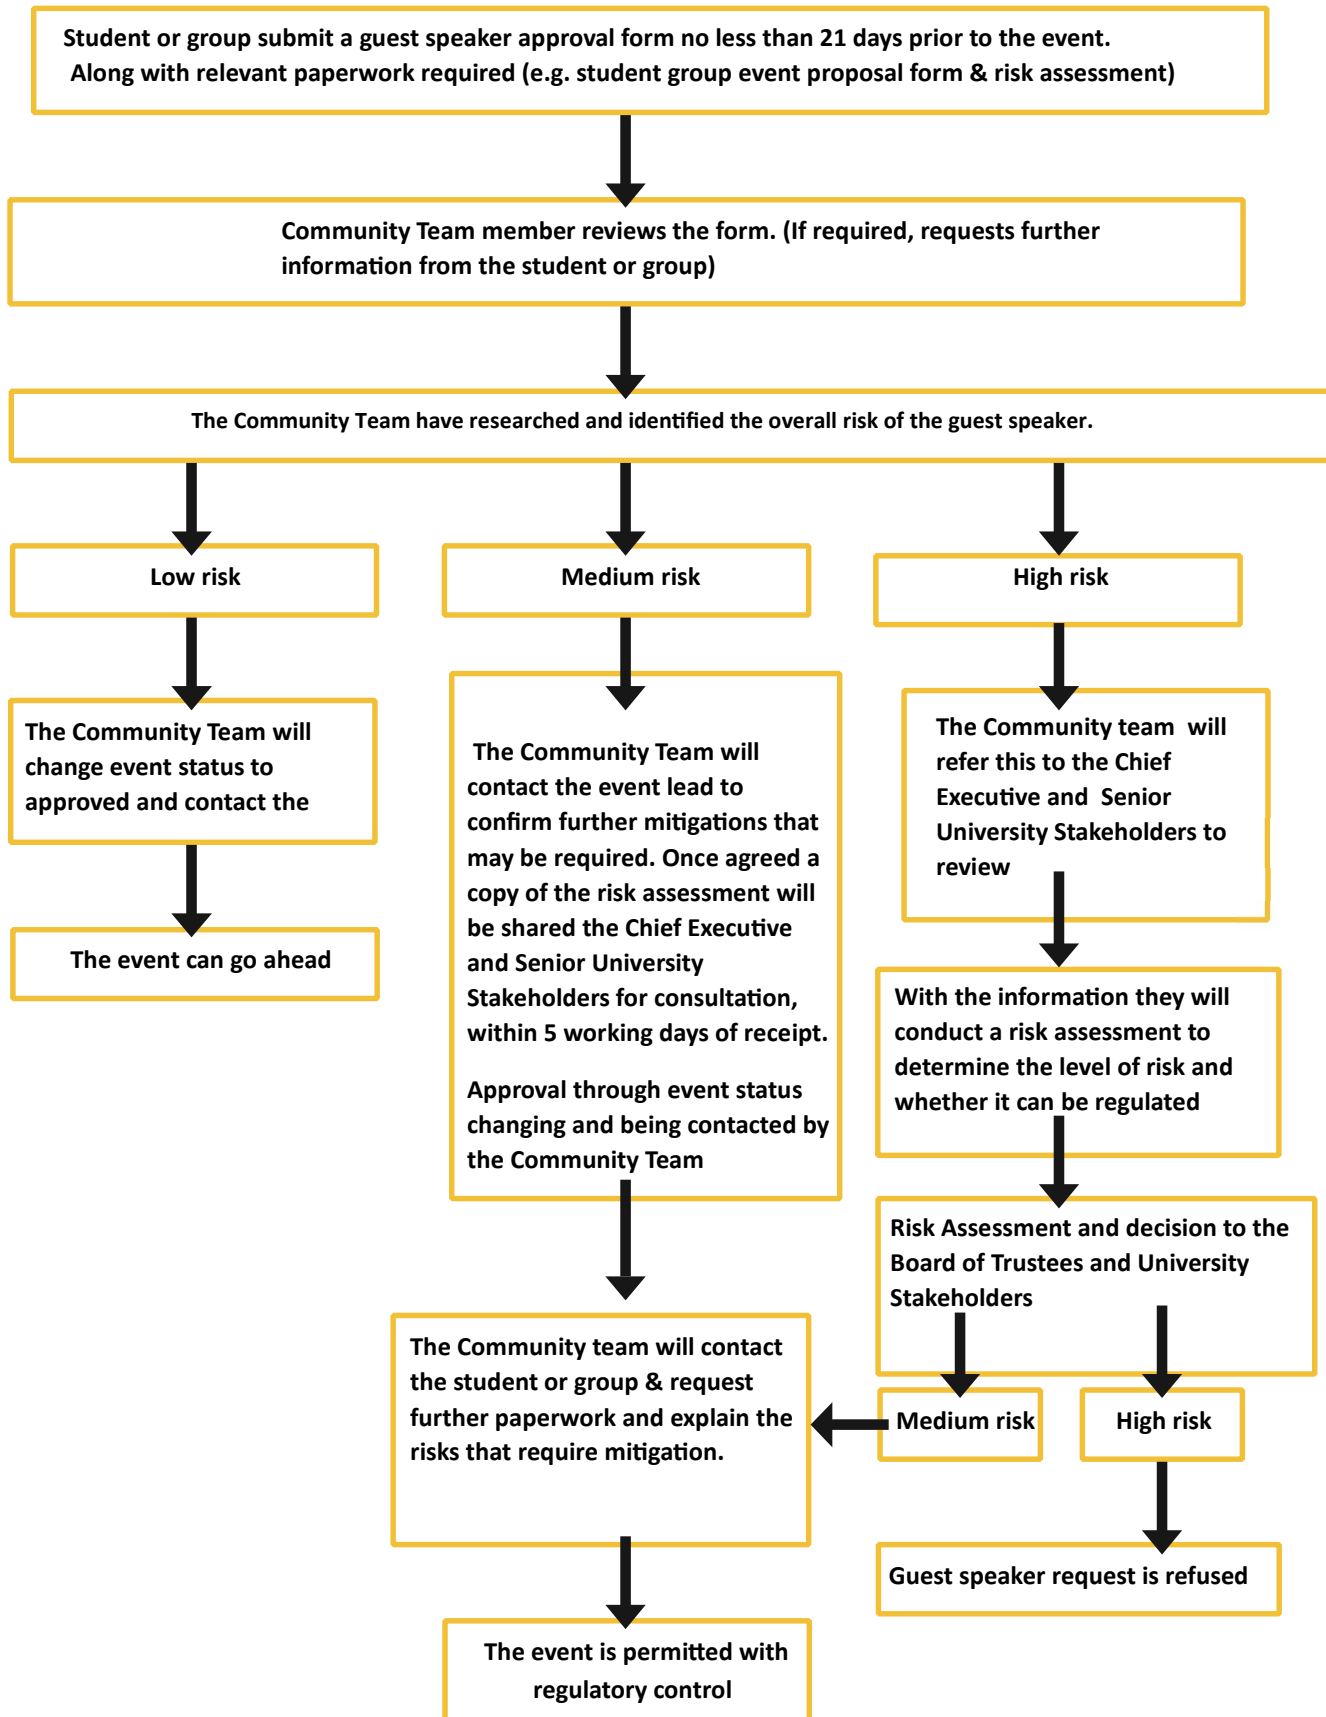 Student or group submit a guest speaker approval form no less than 21 days prior to the event.
Along with relevant paperwork required (e.g. student group event proposal form & risk assessment)
Community Team member reviews the form. (If required, requests further
information from the student or group)
The Community Team have researched and identified the overall risk of the guest speaker.
Low risk
Medium risk
High risk
The Community Team will
change event status to
approved and contact the
The event can go ahead
The Community Team will
contact the event lead to
confirm further mitigations that
may be required. Once agreed a
copy of the risk assessment will
be shared the Chief Executive
and Senior University
Stakeholders for consultation,
within 5 working days of receipt.
Approval through event status
changing and being contacted by
the Community Team
The Community team will
refer this to the Chief
Executive and Senior
University Stakeholders to
review
With the information they will
conduct a risk assessment to
determine the level of risk and
whether it can be regulated
Risk Assessment and decision to the
Board of Trustees and University
Stakeholders
The Community team will contact
the student or group & request
further paperwork and explain the
risks that require mitigation.
Medium risk
High risk
Guest speaker request is refused
The event is permitted with
regulatory control